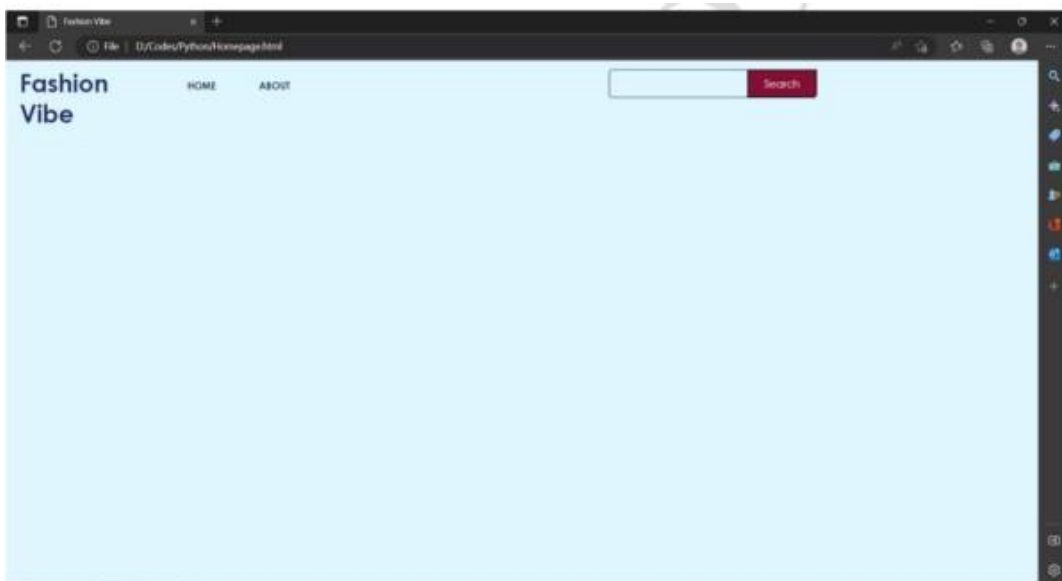 Fashion Vibe
File | D:/Codes/Python/Homepage.html
Fashion
Vibe
HOME
ABOUT
Search